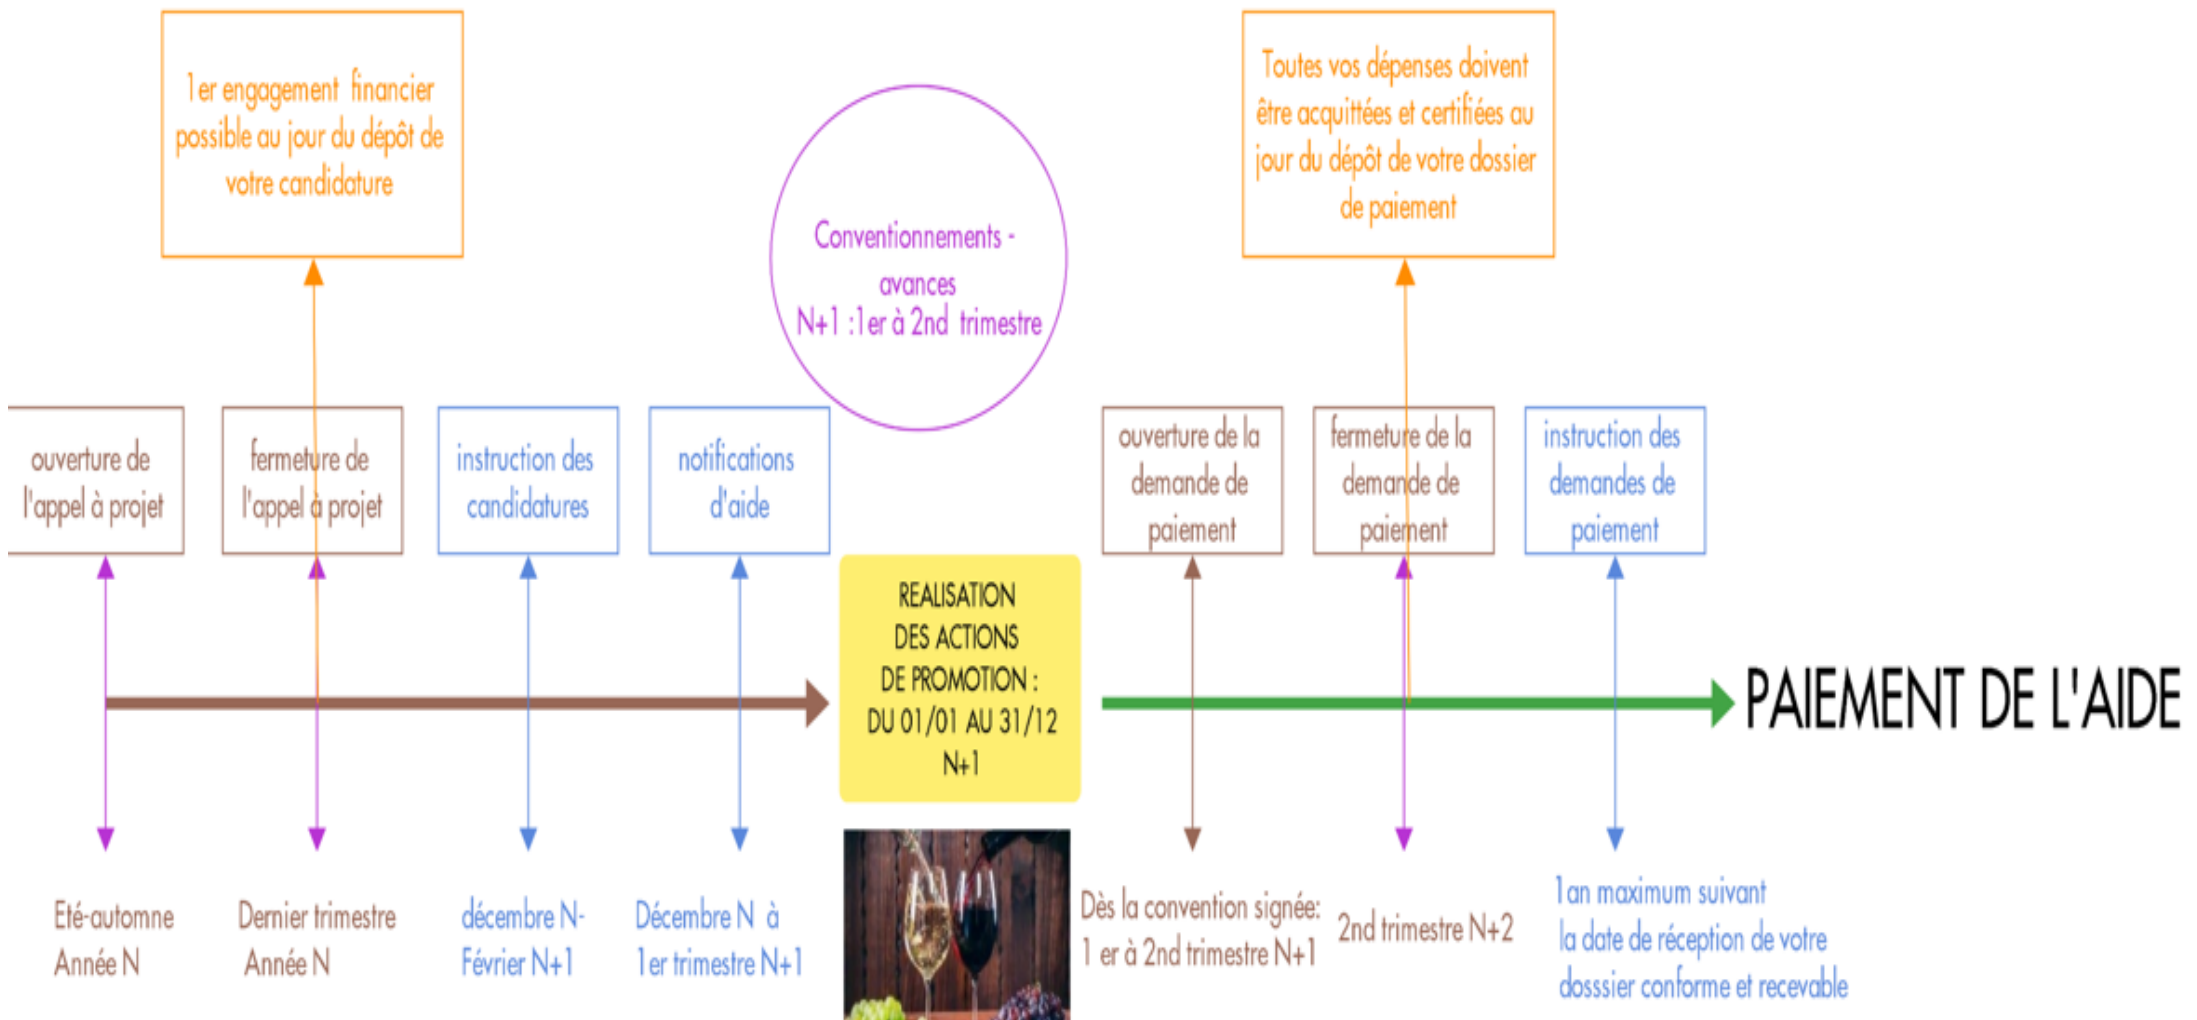 1er engagement financier
possible au jour du dépôt de
votre candidature
Toutes vos dépenses doivent
être acquittées et certifiées au
jour du dépôt de votre dossier
de paiement
Conventionnements -
avances
N+1 :1er à 2nd trimestre
ouverture de
l'appel à projet
fermeture de
l'appel à projet
instruction des
candidatures
notifications
d'aide
ouverture de la
demande de
paiement
fermeture de la
demande de
paiement
instruction des
demandes de
paiement
REALISATION
DES ACTIONS
DE PROMOTION :
DU 01/01 AU 31/12
N+1
PAIEMENT DE L'AIDE
Eté-automne
Année N
Dernier trimestre
Année N
décembre N-
Février N+1
Décembre N à
1er trimestre N+1
Dès la convention signée:
1 er à 2nd trimestre N+1
2nd trimestre N+2
1an maximum suivant
la date de réception de votre
dosssier conforme et recevable